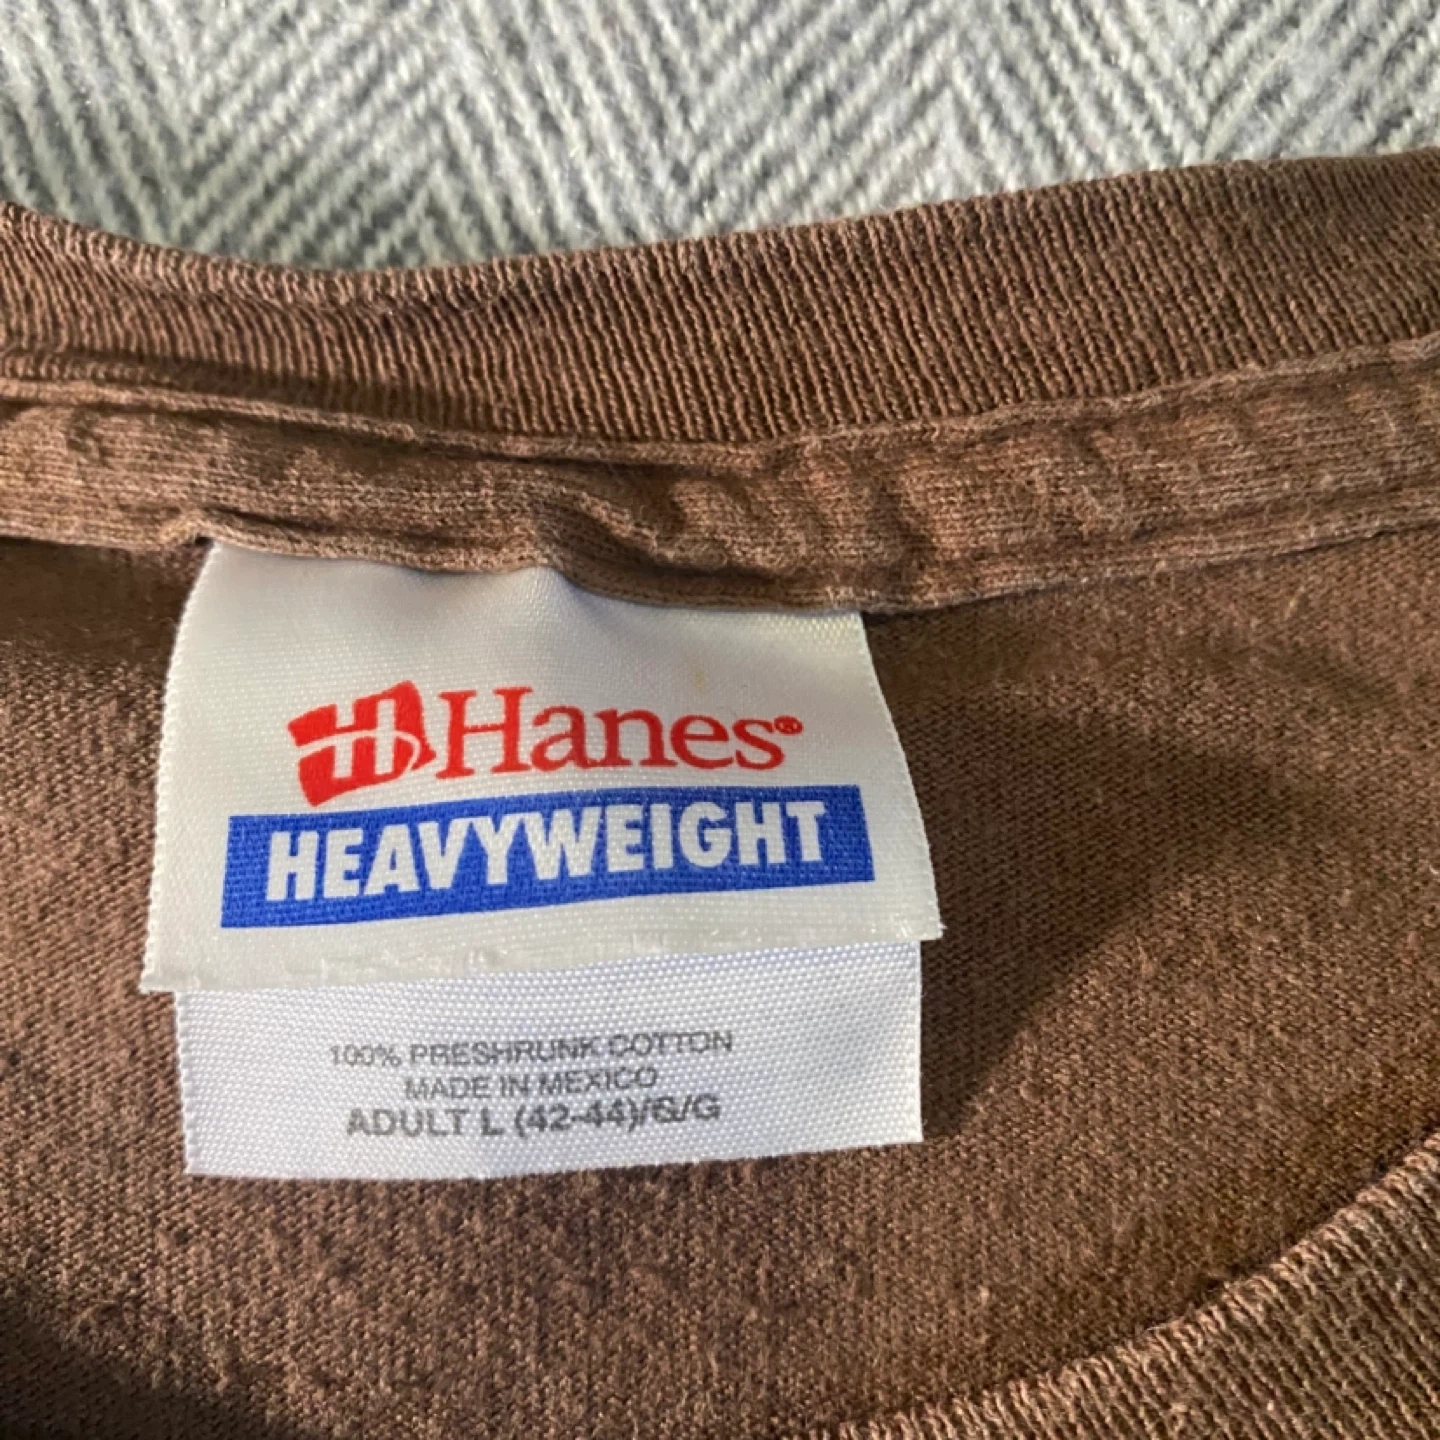 H Hanes®
HEAVYWEIGHT
100% PRESHRUNK COTTON
MADE IN MEXICO
ADULT L (42-44)/G/G